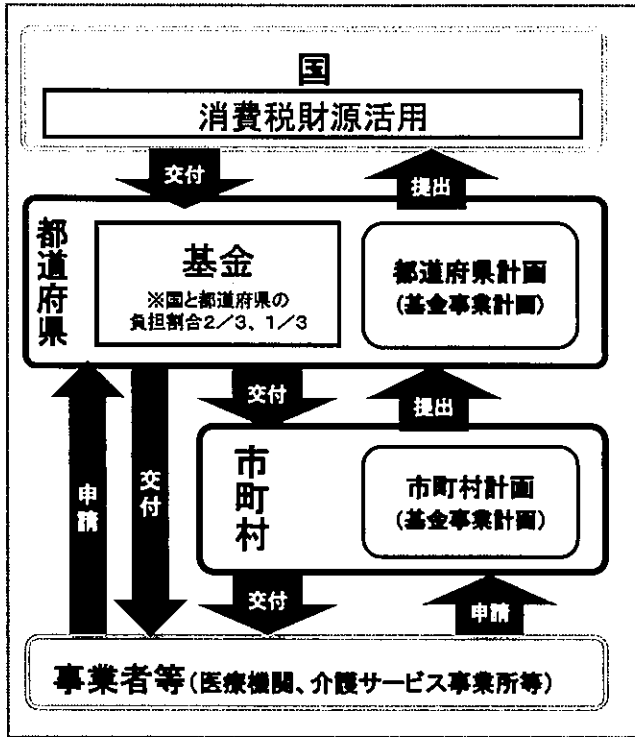 国
消費税財源活用
交付
提出
都道府県
基金
※国と都道府県の
負担割合2/3、1/3
都道府県計画
(基金事業計画)
交付
提出
申請
交付
市町村
市町村計画
(基金事業計画)
交付
申請
事業者等(医療機関、介護サービス事業所等)